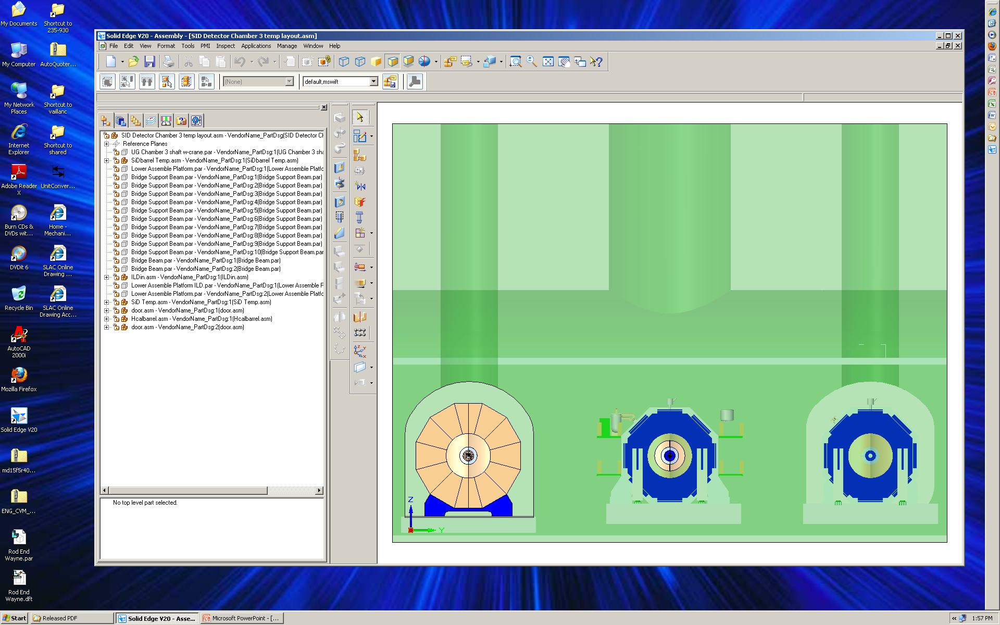 My Documents
Shortcut to
235-930
My Computer
AutoQuoter...
My Network
Places
Shortcut to
vaillanc
Internet
Explorer
Shortcut to
shared
Adobe Reader
X
UnitConver...
Burn CDs &
DVDs wit...
Home -
Mechani...
DVDit 6
SLAC Online
Drawing ...
Recycle Bin
SLAC Online
Drawing Acc...
AutoCAD
2000i
Mozilla Firefox
Solid Edge V20
md15f5r40...
ENG_CVM_...
Rod End
Wayne.par
Rod End
Wayne.dft
Solid Edge V20 - Assembly - [SID Detector Chamber 3 temp layout.asm]
File Edit View Format Tools PMI Inspect Applications Manage Window Help
(None)
default,mswift
SID Detector Chamber 3 temp layout.asm - VendorName_PartDsg(SID Detector Ch
Reference Planes
UG Chamber 3 shaft w-crane.par - VendorName_PartDsg:1(UG Chamber 3 sha
SiDbarrel Temp.asm - VendorName_PartDsg:1(SiDbarrel Temp.asm)
Lower Assemble Platform.par - VendorName_PartDsg:1(Lower Assemble Platfo
Bridge Support Beam.par - VendorName_PartDsg:1(Bridge Support Beam.par)
Bridge Support Beam.par - VendorName_PartDsg:2(Bridge Support Beam.par)
Bridge Support Beam.par - VendorName_PartDsg:3(Bridge Support Beam.par)
Bridge Support Beam.par - VendorName_PartDsg:4(Bridge Support Beam.par)
Bridge Support Beam.par - VendorName_PartDsg:5(Bridge Support Beam.par)
Bridge Support Beam.par - VendorName_PartDsg:6(Bridge Support Beam.par)
Bridge Support Beam.par - VendorName_PartDsg:7(Bridge Support Beam.par)
Bridge Support Beam.par - VendorName_PartDsg:8(Bridge Support Beam.par)
Bridge Support Beam.par - VendorName_PartDsg:9(Bridge Support Beam.par)
Bridge Support Beam.par - VendorName_PartDsg:10(Bridge Support Beam.par
Bridge Beam.par - VendorName_PartDsg:1(Bridge Beam.par)
Bridge Beam.par - VendorName_PartDsg:2(Bridge Beam.par)
ILDin.asm - VendorName_PartDsg:1(ILDin.asm)
Lower Assemble Platform ILD.par - VendorName_PartDsg:1(Lower Assemble F
Lower Assemble Platform.par - VendorName_PartDsg:2(Lower Assemble Platfo
SiD Temp.asm - VendorName_PartDsg:1(SiD Temp.asm)
door.asm - VendorName_PartDsg:1(door.asm)
Hcalbarrel.asm - VendorName_PartDsg:1(Hcalbarrel.asm)
door.asm - VendorName_PartDsg:2(door.asm)
No top level part selected.
Z
Y
Start
Released PDF
Solid Edge V20 - Asse...
Microsoft PowerPoint - [...
1:57 PM